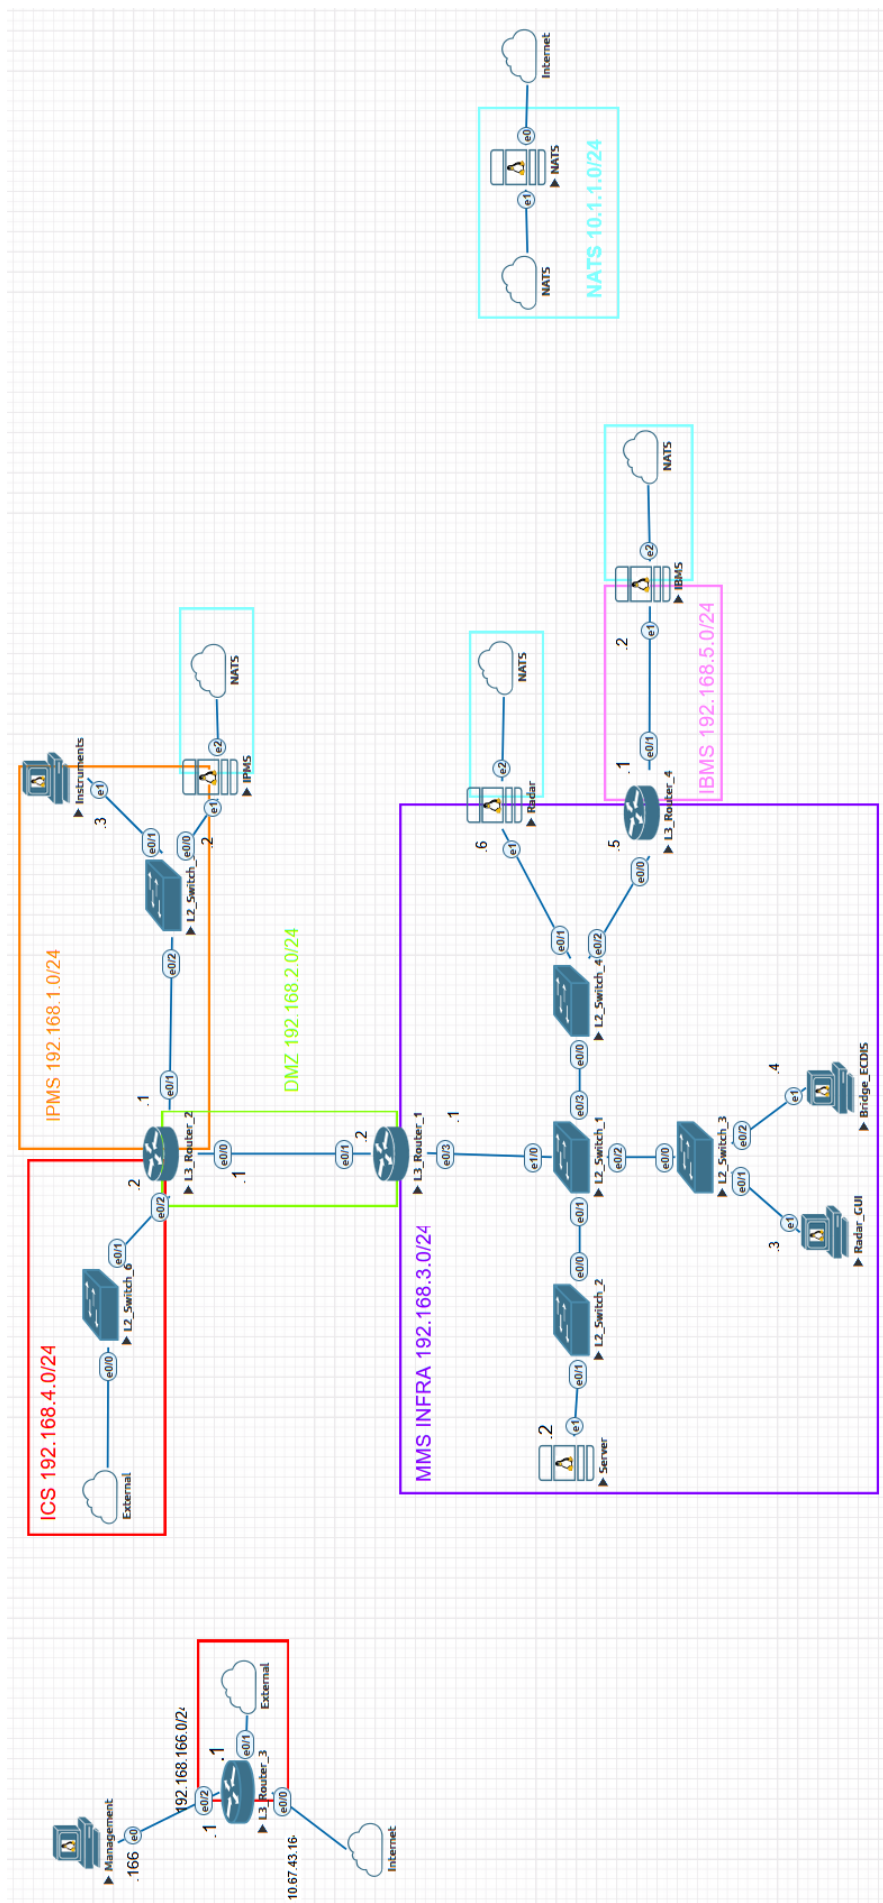 192.168.166.0/24
Management
e0
.166
e0/2
.1
.1
L3_Router_3
e0/1
External
e0/0
10.67.43.16
Internet
ICS 192.168.4.0/24
External
e0/0
L2_Switch_6
e0/1
e0/2
.2
L3_Router_2
e0/0
.1
.1
e0/1
IPMS 192.168.1.0/24
e0/2
L2_Switch_
e0/1
.3
e1
Instruments
e0/0
.2
e1
IPMS
e2
NATS
DMZ 192.168.2.0/24
e0/1
.2
L3_Router_1
e0/3
.1
MMS INFRA 192.168.3.0/24
Server
.2
e1
e0/1
L2_Switch_2
e0/0
e0/1
e1/0
L2_Switch_1
e0/3
e0/2
e0/0
L2_Switch_3
e0/1
e0/2
.3
e1
Radar_GUI
.4
e1
Bridge_ECDIS
e0/0
L2_Switch_4
e0/1
e0/2
.6
e1
Radar
e2
NATS
e0/0
.5
L3_Router_4
.1
e0/1
IBMS 192.168.5.0/24
.2
e1
IBMS
e2
NATS
NATS 10.1.1.0/24
NATS
e1
NATS
e0
Internet